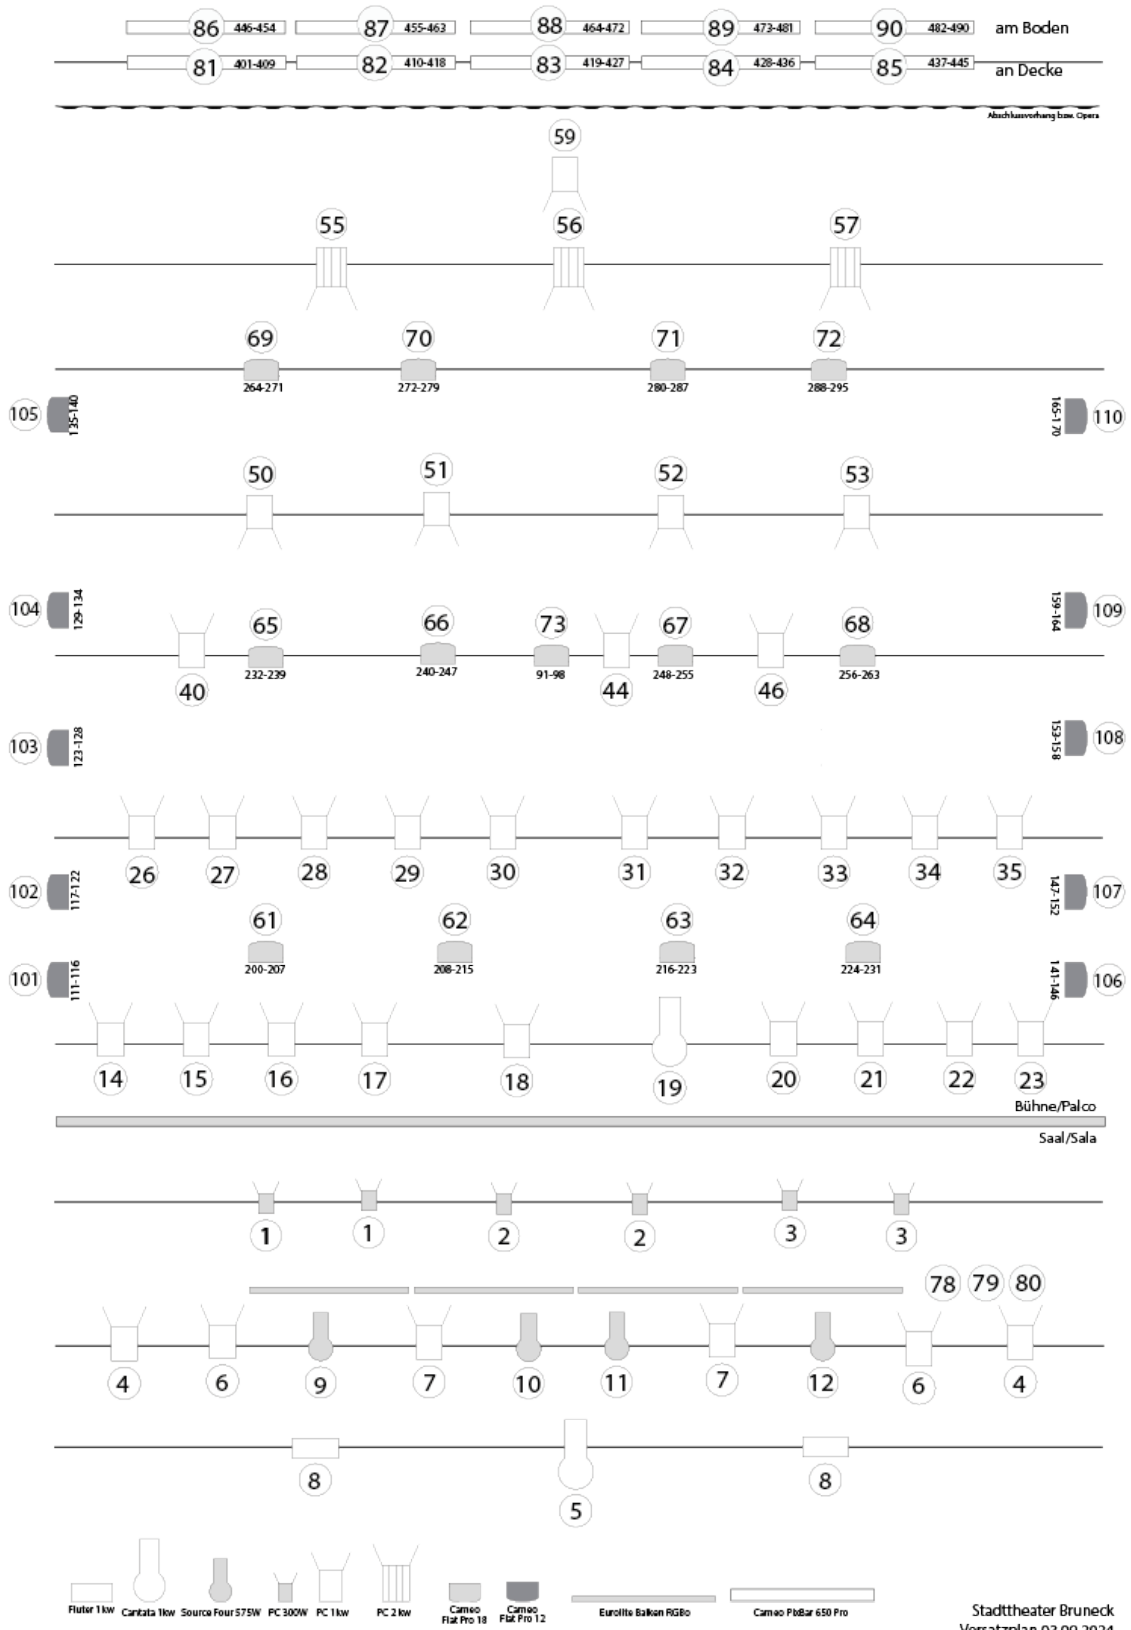 86 446-454 87 455-463 88 464-472 89 473-481 90 482-490 am Boden
81 401-409 82 410-418 83 419-427 84 428-436 85 437-445 an Decke
Abschlussvorhang bzw. Opera
59
55 56 57
69 70 71 72
264-271 272-279 280-287 288-295
105 135-140 165-170 110
50 51 52 53
104 129-134 159-164 109
65 66 73 67 68
232-239 240-247 91-98 248-255 256-263
40 44 46
103 123-128 153-158 108
26 27 28 29 30 31 32 33 34 35
102 117-122 147-152 107
61 62 63 64
200-207 208-215 216-223 224-231
101 111-116 141-146 106
14 15 16 17 18 19 20 21 22 23
Bühne/Palco
Saal/Sala
1 1 2 2 3 3
78 79 80
4 6 9 7 10 11 7 12 6 4
8 5 8
Fluter 1kw Cantata 1kw Source Four 575W PC 300W PC 1kw PC 2kw Cameo Flat Pro 18 Cameo Flat Pro 12 Eurolite Balken RGBo Cameo PixBar 650 Pro
Stadttheater Bruneck
Versatzplan 03.09.2024